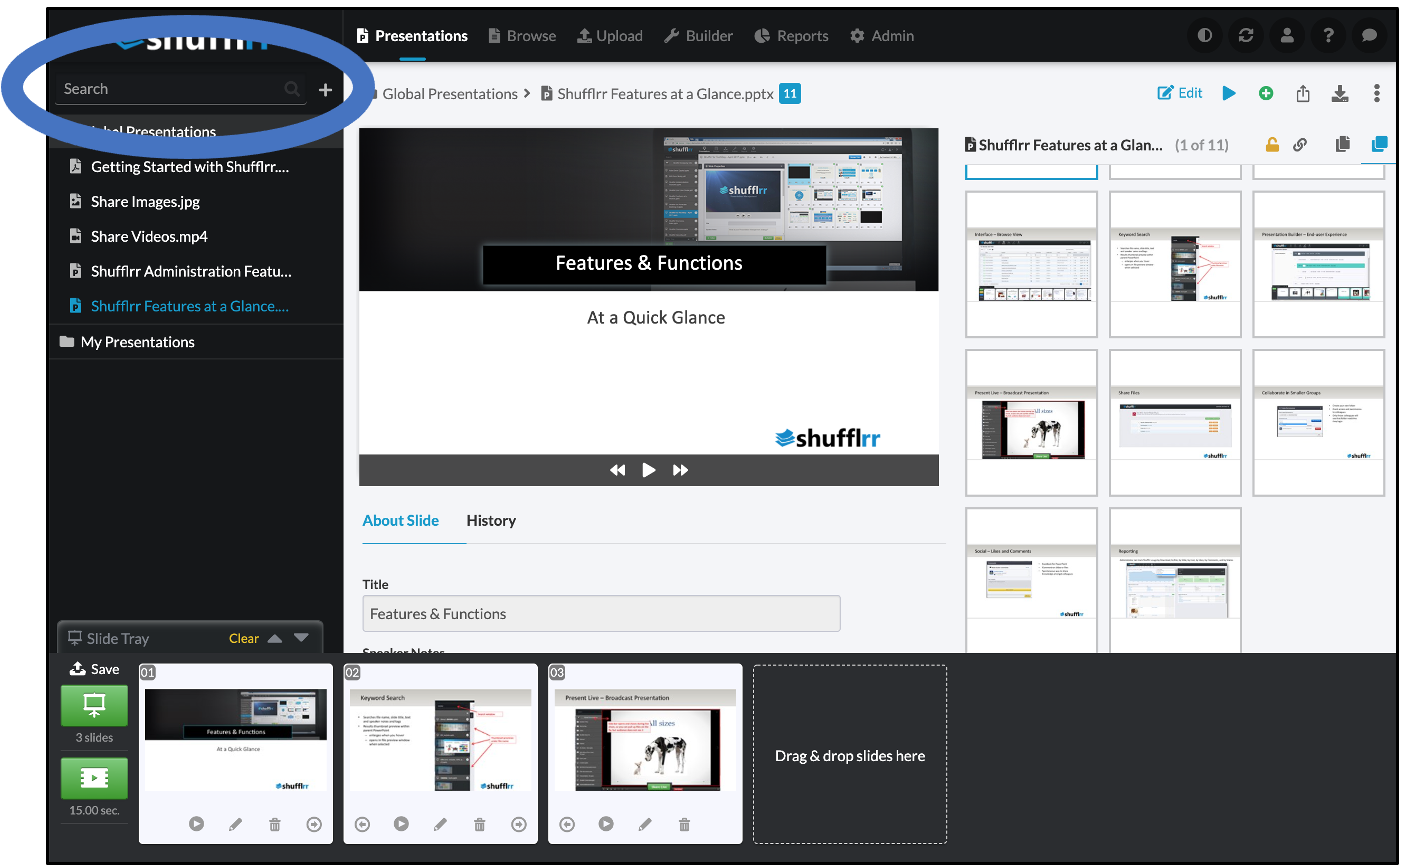 shufflrr
Presentations Browse Upload Builder Reports Admin
Search
Global Presentations > Shufflrr Features at a Glance.pptx 11
Edit
Presentations
Getting Started with Shufflrr....
Share Images.jpg
Share Videos.mp4
Shufflrr Administration Featu...
Shufflrr Features at a Glance....
My Presentations
Features & Functions
At a Quick Glance
shufflrr
Shufflrr Features at a Glan... (1 of 11)
Interface – Browse View
Keyword Search
Presentation Builder – End-user Experience
shufflrr
Present Live – Broadcast Presentation
Share Files
Collaborate in Smaller Groups
All sizes
shufflrr
shufflrr
Social – Likes and Comments
Reporting
shufflrr
About Slide History
Title
Features & Functions
Speaker Notes
Slide Tray Clear
Save
3 slides
15.00 sec.
01
Features & Functions
At a Quick Glance
shufflrr
02
Keyword Search
shufflrr
03
Present Live – Broadcast Presentation
All sizes
Drag & drop slides here